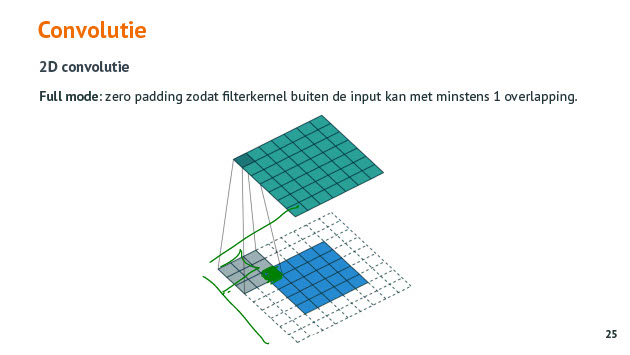 Convolutie
2D convolutie
Full mode: zero padding zodat filterkernel buiten de input kan met minstens 1 overlapping.
25